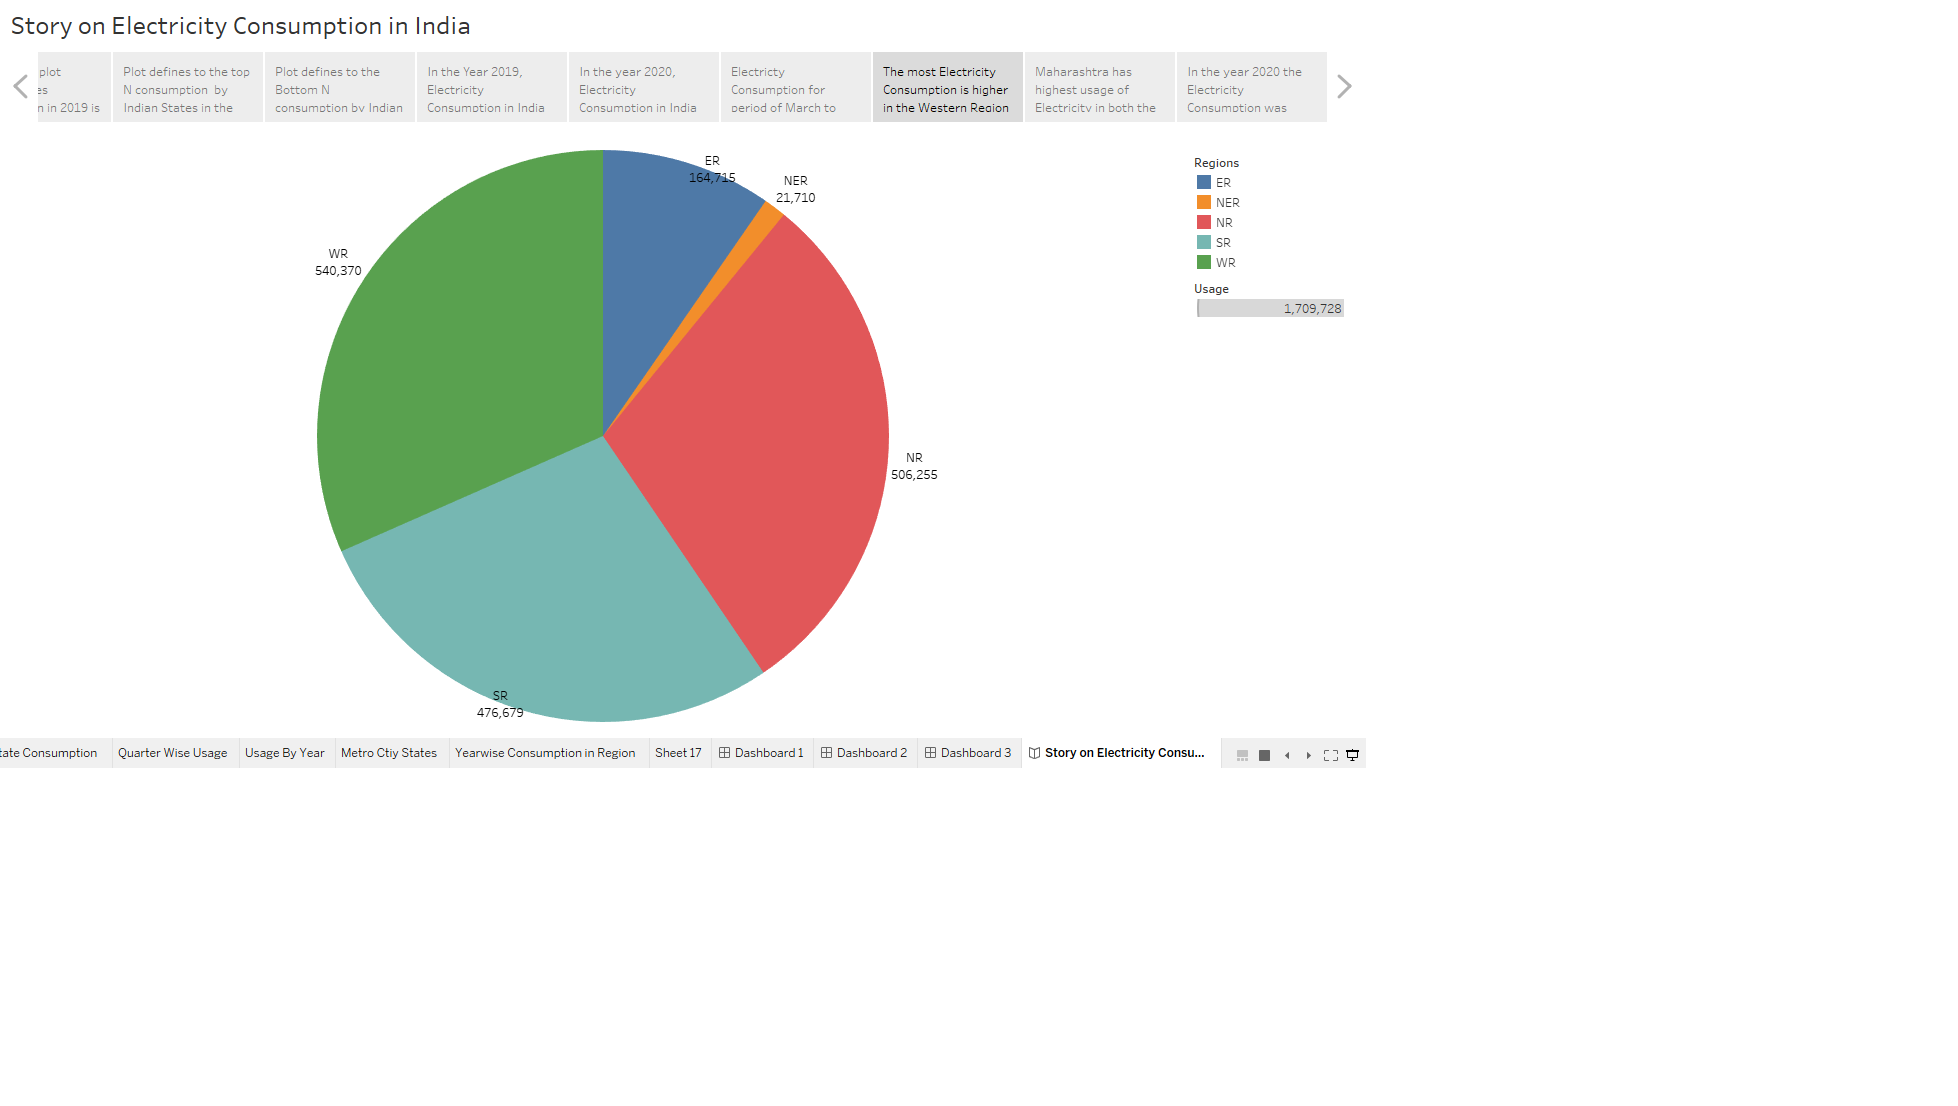 Story on Electricity Consumption in India
plot
es
n in 2019 is
Plot defines to the top
N consumption by
Indian States in the
Plot defines to the
Bottom N
consumption by Indian
In the Year 2019,
Electricity
Consumption in India
In the year 2020,
Electricity
Consumption in India
Electricty
Consumption for
period of March to
The most Electricity
Consumption is higher
in the Western Region
Maharashtra has
highest usage of
Electricity in both the
In the year 2020 the
Electricity
Consumption was
ER
164,715
NER
21,710
WR
540,370
NR
506,255
SR
476,679
Regions
ER
NER
NR
SR
WR
Usage
1,709,728
tate Consumption
Quarter Wise Usage
Usage By Year
Metro Ctiy States
Yearwise Consumption in Region
Sheet 17
Dashboard 1
Dashboard 2
Dashboard 3
Story on Electricity Consu...